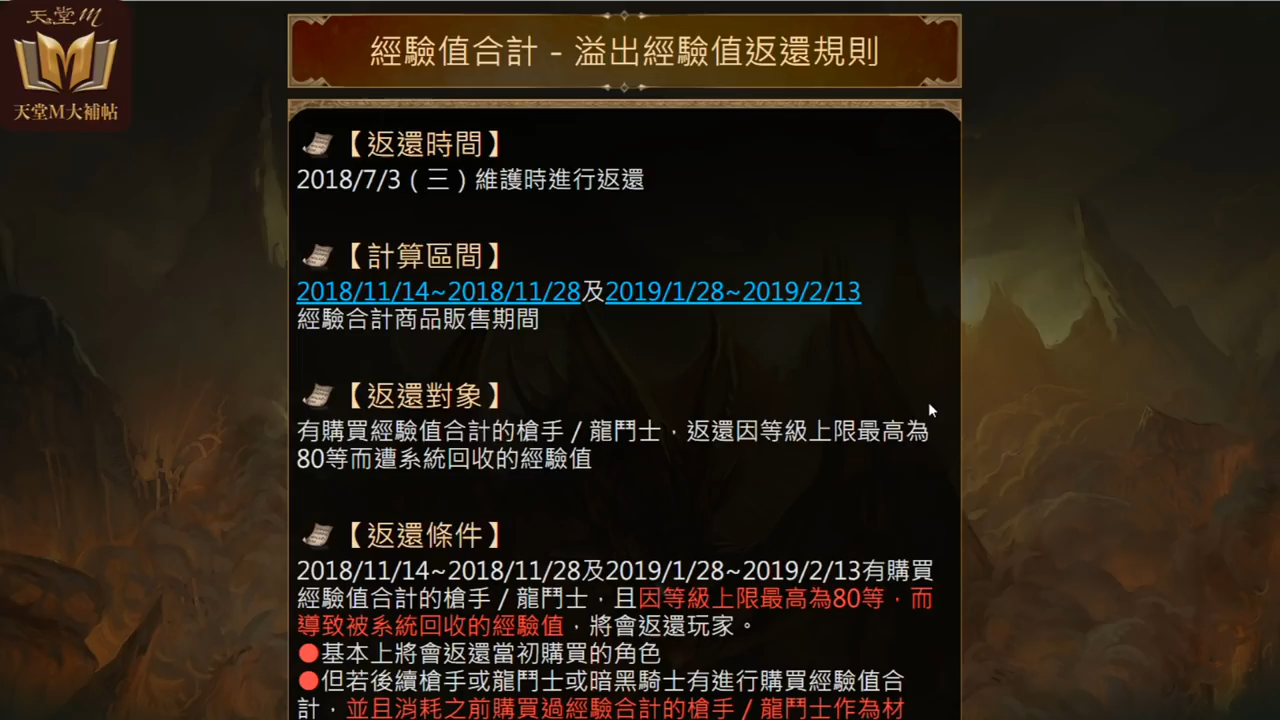 天堂M
天堂M大補帖
經驗值合計 - 溢出經驗值返還規則
【返還時間】
2018/7/3（三）維護時進行返還
【計算區間】
2018/11/14~2018/11/28及2019/1/28~2019/2/13
經驗合計商品販售期間
【返還對象】
有購買經驗值合計的槍手 / 龍鬥士，返還因等級上限最高為
80等而遭系統回收的經驗值
【返還條件】
2018/11/14~2018/11/28及2019/1/28~2019/2/13有購買
經驗值合計的槍手 / 龍鬥士，且因等級上限最高為80等，而
導致被系統回收的經驗值，將會返還玩家。
●基本上將會返還當初購買的角色
●但若後續槍手或龍鬥士或暗黑騎士有進行購買經驗值合
計，並且消耗之前購買過經驗合計的槍手 / 龍鬥士作為材